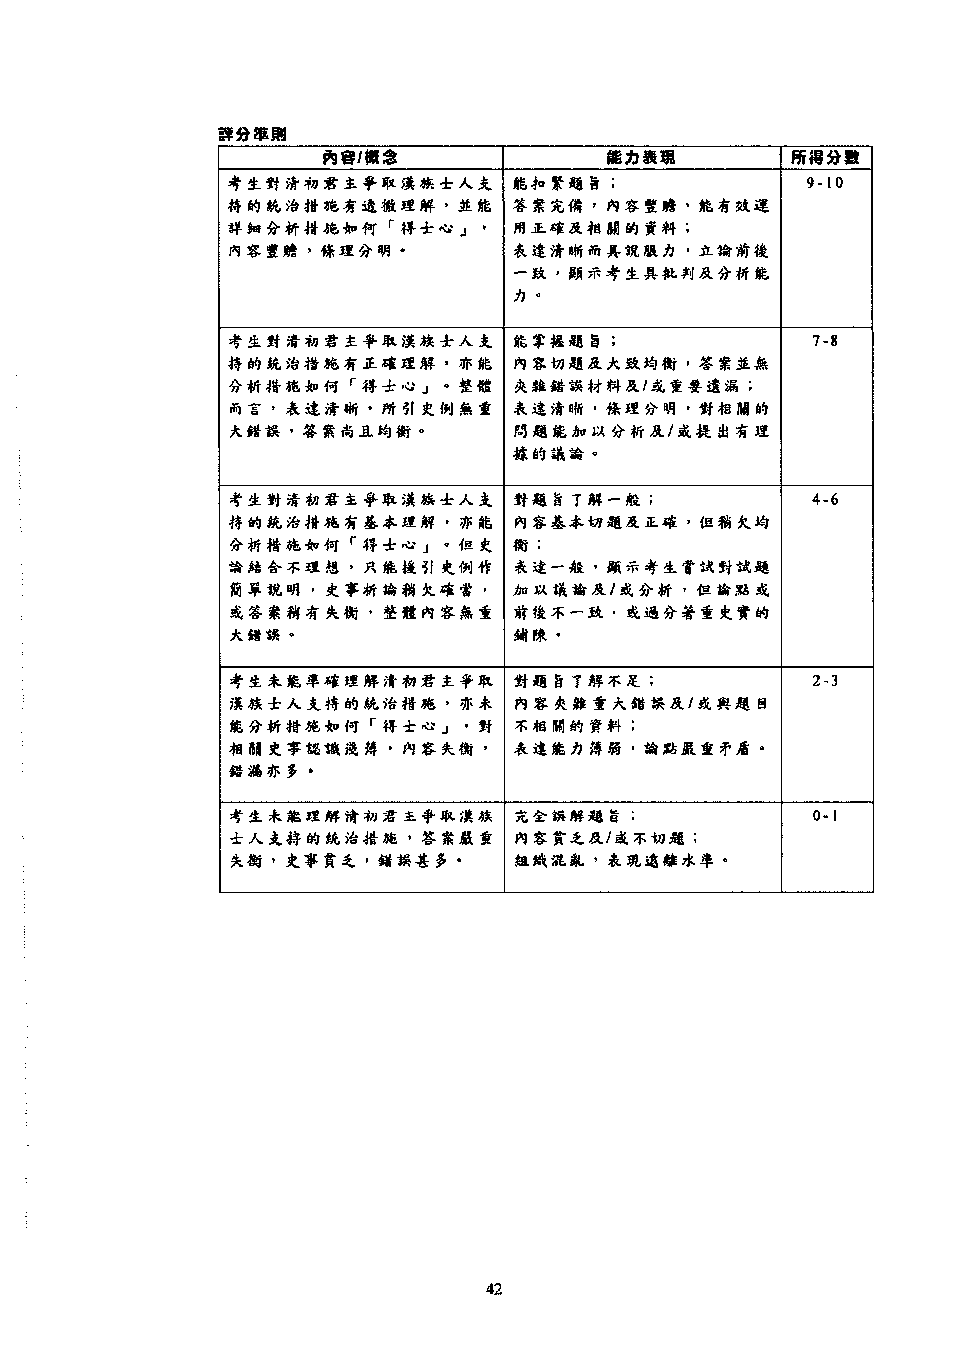 評分準則
內容/概念
能力表現
所得分數
考生對清初君主爭取漢族士人支
持的統治措施有透徹理解，並能
詳細分析措施如何「得士心」，
內容豐贍，條理分明。
能扣緊題旨；
答案完備，內容豐贍，能有效運
用正確及相關的資料；
表達清晰而具說服力，立論前後
一致，顯示考生具批判及分析能
力。
9-10
考生對清初君主爭取漢族士人支
持的統治措施有正確理解，亦能
分析措施如何「得士心」。整體
而言，表達清晰，所引史例無重
大錯誤，答案尚且均衡。
能掌握題旨；
內容切題及大致均衡，答案並無
夾雜錯誤材料及/或重要遺漏；
表達清晰，條理分明，對相關的
問題能加以分析及/或提出有理
據的議論。
7-8
考生對清初君主爭取漢族士人支
持的統治措施有基本理解，亦能
分析措施如何「得士心」。但史
論結合不理想，只能援引史例作
簡單說明，史事析論稍欠確當，
或答案稍有失衡，整體內容無重
大錯誤。
對題旨了解一般；
內容基本切題及正確，但稍欠均
衡；
表達一般，顯示考生嘗試對試題
加以議論及/或分析，但論點或
前後不一致，或過分著重史實的
鋪陳。
4-6
考生未能準確理解清初君主爭取
漢族士人支持的統治措施，亦未
能分析措施如何「得士心」，對
相關史事認識淺薄，內容失衡，
錯漏亦多。
對題旨了解不足；
內容夾雜重大錯誤及/或與題目
不相關的資料；
表達能力薄弱，論點嚴重矛盾。
2-3
考生未能理解清初君主爭取漢族
士人支持的統治措施，答案嚴重
失衡，史事貧乏，錯誤甚多。
完全誤解題旨；
內容貧乏及/或不切題；
組織混亂，表現遠離水準。
0-1
42